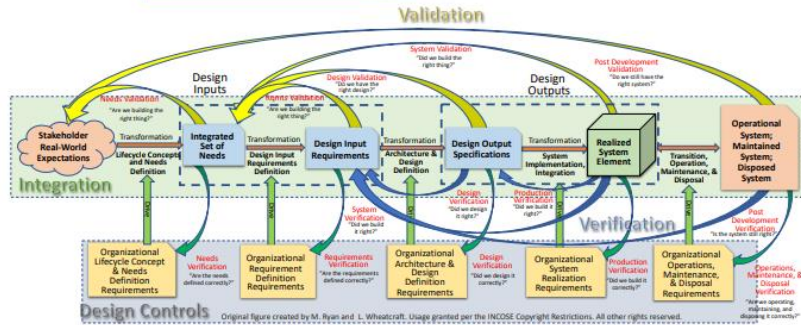 Validation
System Validation
"Did we build the
right thing?"
Post Development
Validation
"Do we still have the
right system?"
Design
Inputs
Design Validation
"Do we have the
right design?"
Design
Outputs
Needs Validation
"Are we building the
right thing?"
Validation
"Are we building the
right thing?"
Stakeholder
Real-World
Expectations
Transformation
Lifecycle Concepts
and Needs
Definition
Integrated
Set of
Needs
Transformation
Design Input
Requirements
Definition
Design Input
Requirements
Transformation
Architecture &
Design
Definition
Design Output
Specifications
Transformation
System
Implementation,
Integration
Realized
System
Element
Transformation
Transition,
Operation,
Maintenance, &
Disposal
Operational
System;
Maintained
System;
Disposed
System
Integration
Drive
Drive
Drive
Drive
Drive
System
Verification
"Did we build
it right?"
Design
Verification
"Did we design
it right?"
Production
Verification
"Did we build it
right?"
Verification
Post
Development
Verification
"Is the system still right?"
Organizational
Lifecycle Concept
& Needs
Definition
Requirements
Needs
Verification
"Are the needs
defined correctly?"
Organizational
Requirement
Definition
Requirements
Requirements
Verification
"Are the requirements
defined correctly?"
Organizational
Architecture &
Design Definition
Requirements
Design
Verification
"Did we design it
correctly?"
Organizational
System
Realization
Requirements
Production
Verification
"Did we build it
correctly?"
Organizational
Operations,
Maintenance,
& Disposal
Requirements
Operations,
Maintenance, &
Disposal
Verification
"Are we operating,
maintaining, and
disposing it correctly?"
Design Controls
Original figure created by M. Ryan and L. Wheatcraft. Usage granted per the INCOSE Copyright Restrictions. All other rights reserved.